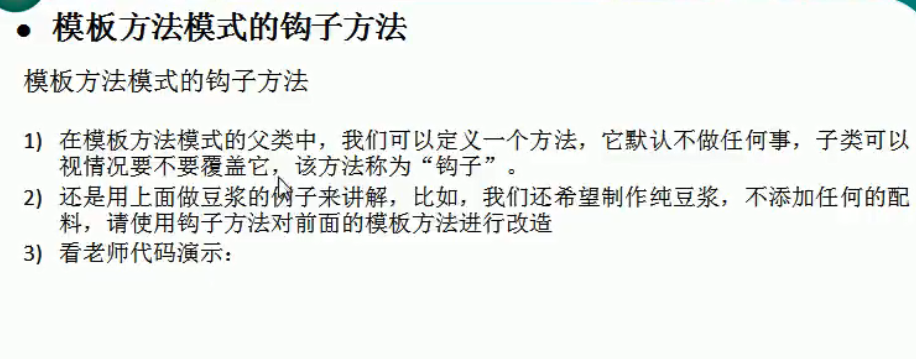 ● 模板方法模式的钩子方法
模板方法模式的钩子方法
1) 在模板方法模式的父类中，我们可以定义一个方法，它默认不做任何事，子类可以
视情况要不要覆盖它，该方法称为“钩子”。
2) 还是用上面做豆浆的例子来讲解，比如，我们还希望制作纯豆浆，不添加任何的配
料，请使用钩子方法对前面的模板方法进行改造
3) 看老师代码演示：